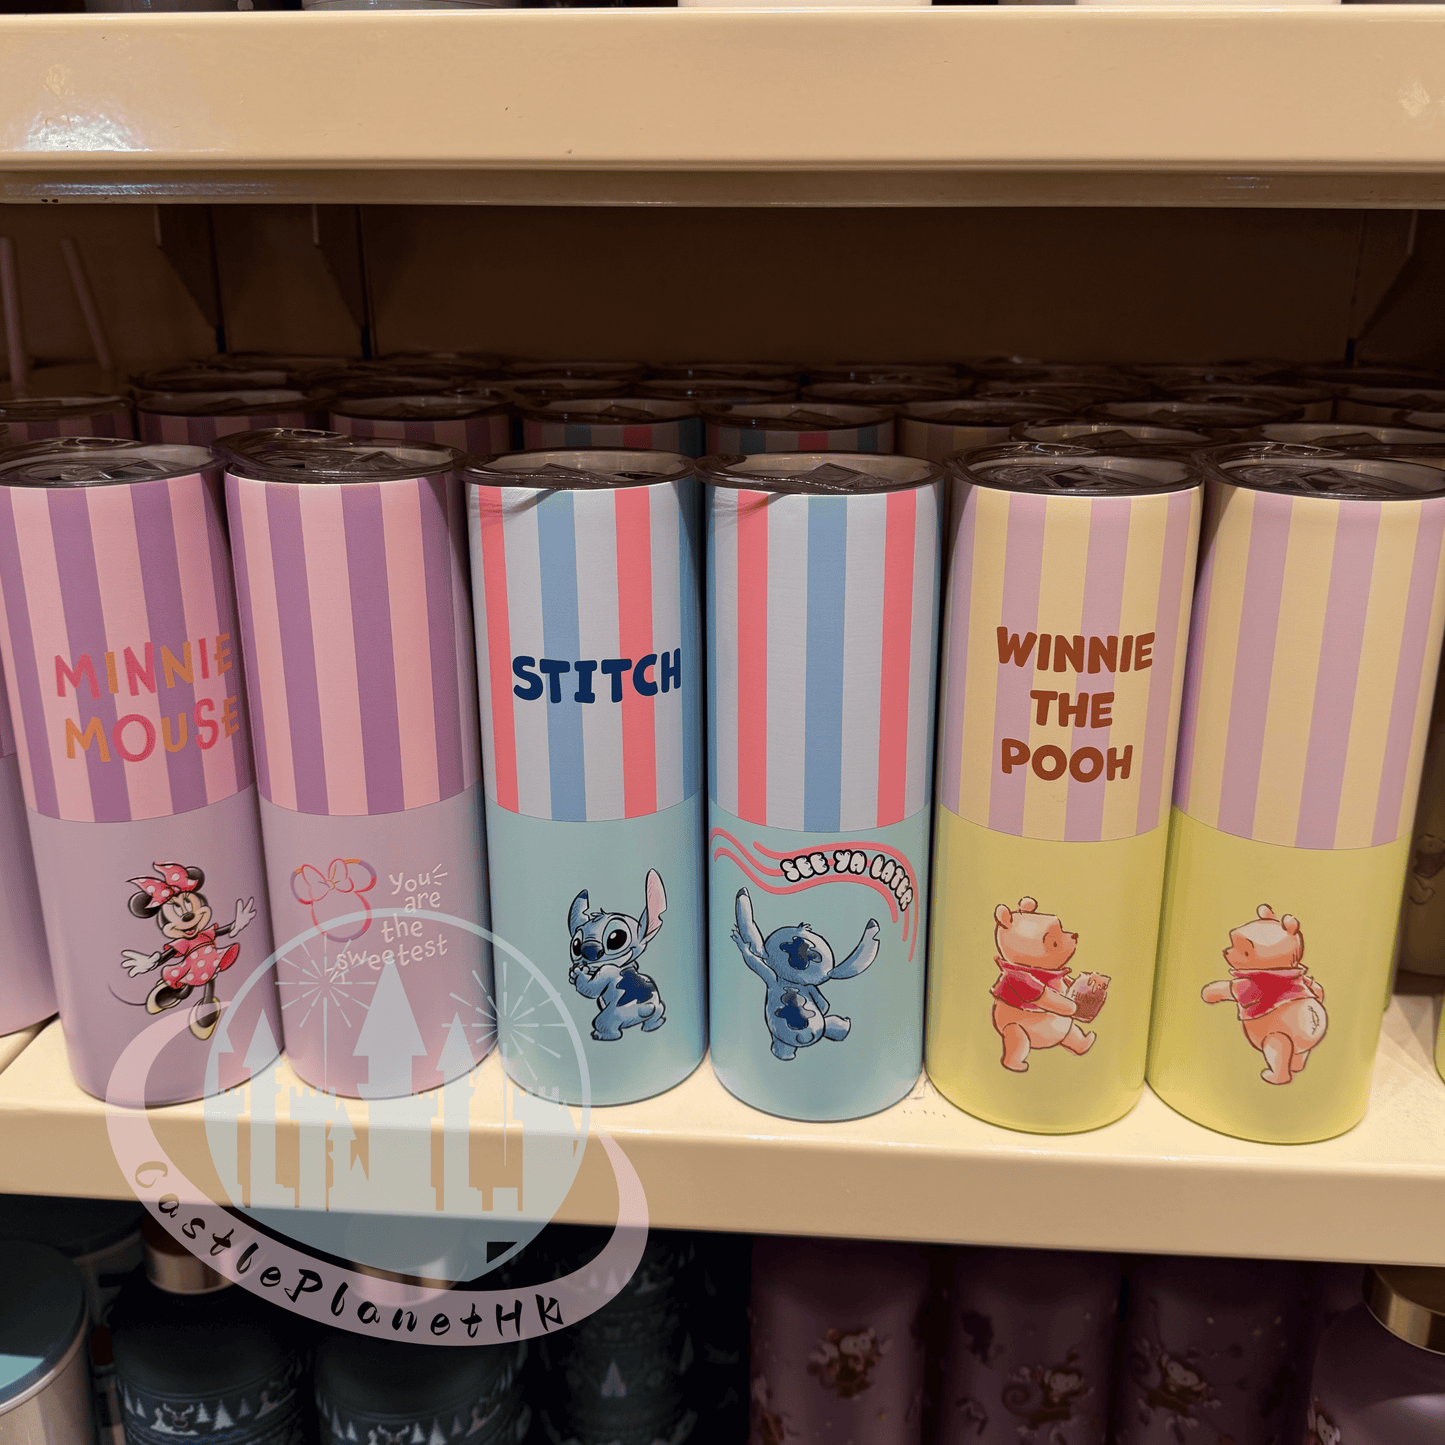 MINNIE
MOUSE
you
are
the
sweetest
STITCH
SEE YA LATER
WINNIE
THE
POOH
CastlePlanetHK